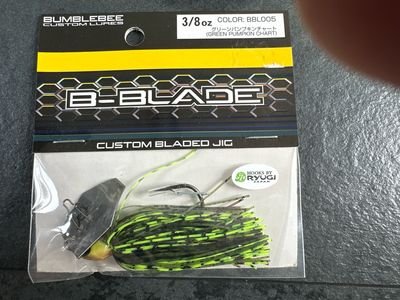 BUMBLEBEE
CUSTOM LURES
3/8oz
COLOR: BBL005
グリーンパンプキンチャート
(GREEN PUMPKIN CHART)
B-BLADE
CUSTOM BLADED JIG
HOOKS BY
RYUGI
JAPAN